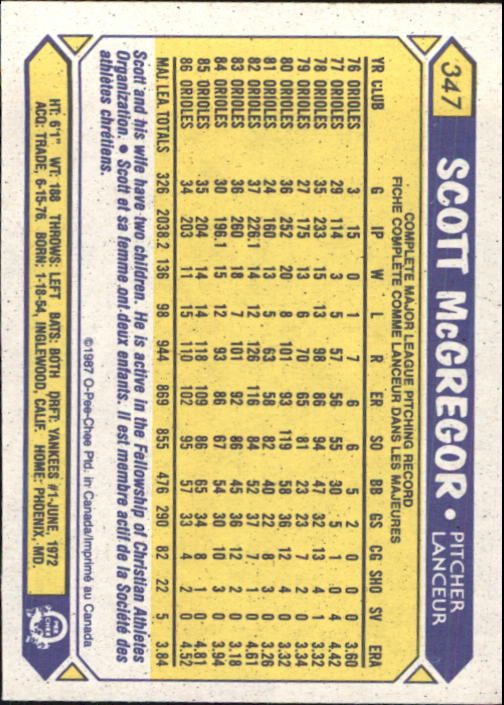 347
SCOTT McGREGOR • PITCHER
LANCEUR
COMPLETE MAJOR LEAGUE PITCHING RECORD
FICHE COMPLÈTE COMME LANCEUR DANS LES MAJEURES
YR CLUB G IP W L R ER SO BB GS CG SHO SV ERA
76 ORIOLES 3 15 0 1 7 6 6 5 2 0 0 0 3.60
77 ORIOLES 29 114 3 5 57 56 55 30 5 1 0 4 4.42
78 ORIOLES 35 233 15 13 98 86 94 47 32 13 4 1 3.32
79 ORIOLES 27 175 13 6 70 65 81 23 23 7 2 0 3.34
80 ORIOLES 36 252 20 8 101 93 119 58 36 12 4 0 3.32
81 ORIOLES 24 160 13 5 63 58 82 40 22 8 3 0 3.26
82 ORIOLES 37 226.1 14 12 126 116 84 52 37 7 1 0 4.61
83 ORIOLES 36 260 18 7 101 92 86 45 36 12 2 0 3.18
84 ORIOLES 30 196.1 15 12 93 86 67 54 30 10 3 0 3.94
85 ORIOLES 35 204 14 14 118 109 86 65 34 8 1 0 4.81
86 ORIOLES 34 203 11 15 110 102 95 57 33 4 2 0 4.52
MAJ. LEA. TOTALS 326 2038.2 136 98 944 869 855 476 290 82 22 5 3.84
Scott and his wife have two children. He is active in the Fellowship of Christian Athletes
Organization. • Scott et sa femme ont deux enfants. Il est membre actif de la Société des
athlètes chrétiens.
©1987 O-Pee-Chee Ptd. in Canada/Imprimé au Canada
HT: 6'1" WT: 188 THROWS: LEFT BATS: BOTH DRFT: YANKEES #1-JUNE, 1972
ACQ: TRADE, 6-15-76 BORN: 1-18-54, INGLEWOOD, CALIF. HOME: PHOENIX, MD.
O PEE CHEE